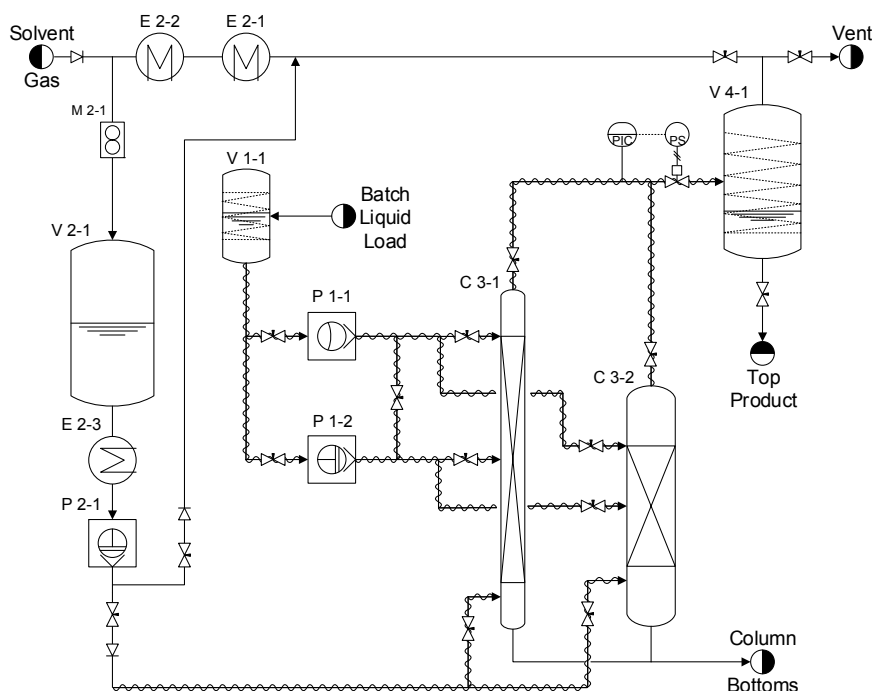 E 2-2
E 2-1
Solvent
Gas
Vent
M 2-1
V 4-1
PIC
PS
V 1-1
Batch
Liquid
Load
V 2-1
C 3-1
P 1-1
C 3-2
Top
Product
E 2-3
P 1-2
P 2-1
Column
Bottoms